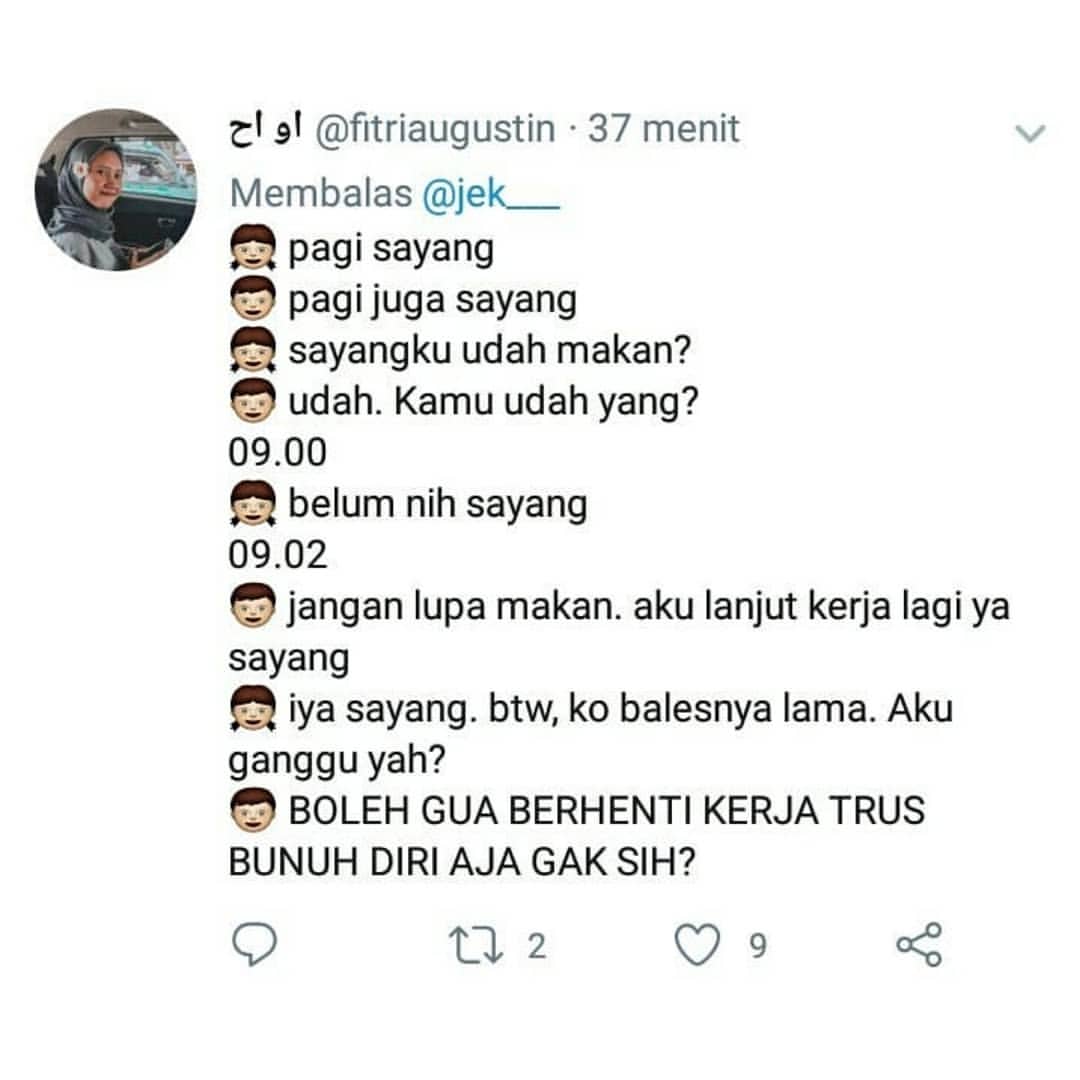 او اح @fitriaugustin · 37 menit
Membalas @jek___
👧 pagi sayang
👦 pagi juga sayang
👧 sayangku udah makan?
👦 udah. Kamu udah yang?
09.00
👧 belum nih sayang
09.02
👦 jangan lupa makan. aku lanjut kerja lagi ya
sayang
👧 iya sayang. btw, ko balesnya lama. Aku
ganggu yah?
👦 BOLEH GUA BERHENTI KERJA TRUS
BUNUH DIRI AJA GAK SIH?
2 9